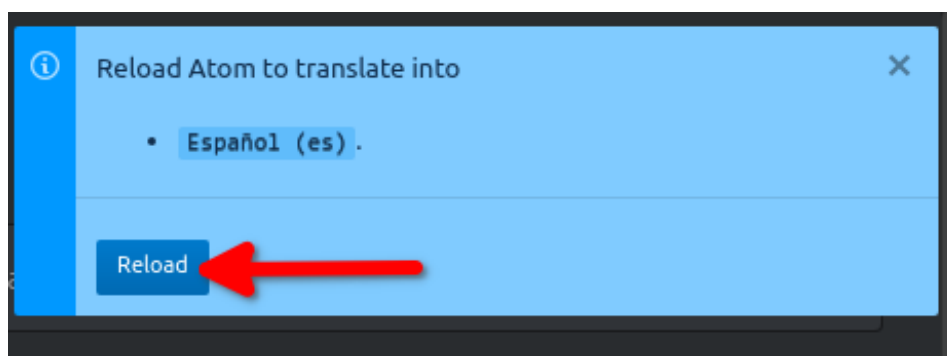 Reload Atom to translate into
• Español (es).
Reload